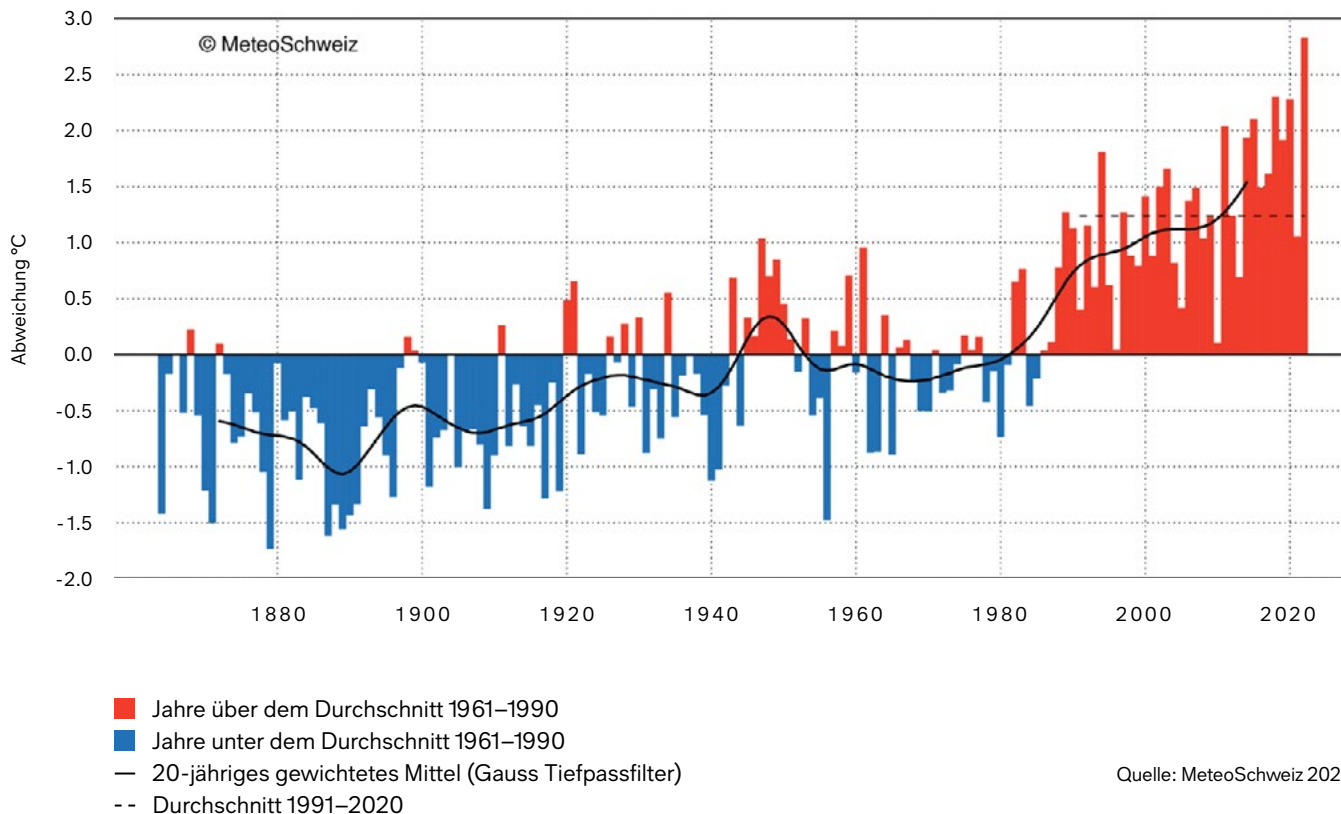 3.0
© MeteoSchweiz
2.5
2.0
1.5
1.0
0.5
0.0
-0.5
-1.0
-1.5
-2.0
Abweichung °C
1880 1900 1920 1940 1960 1980 2000 2020
Jahre über dem Durchschnitt 1961–1990
Jahre unter dem Durchschnitt 1961–1990
20-jähriges gewichtetes Mittel (Gauss Tiefpassfilter)
Quelle: MeteoSchweiz 202
Durchschnitt 1991–2020